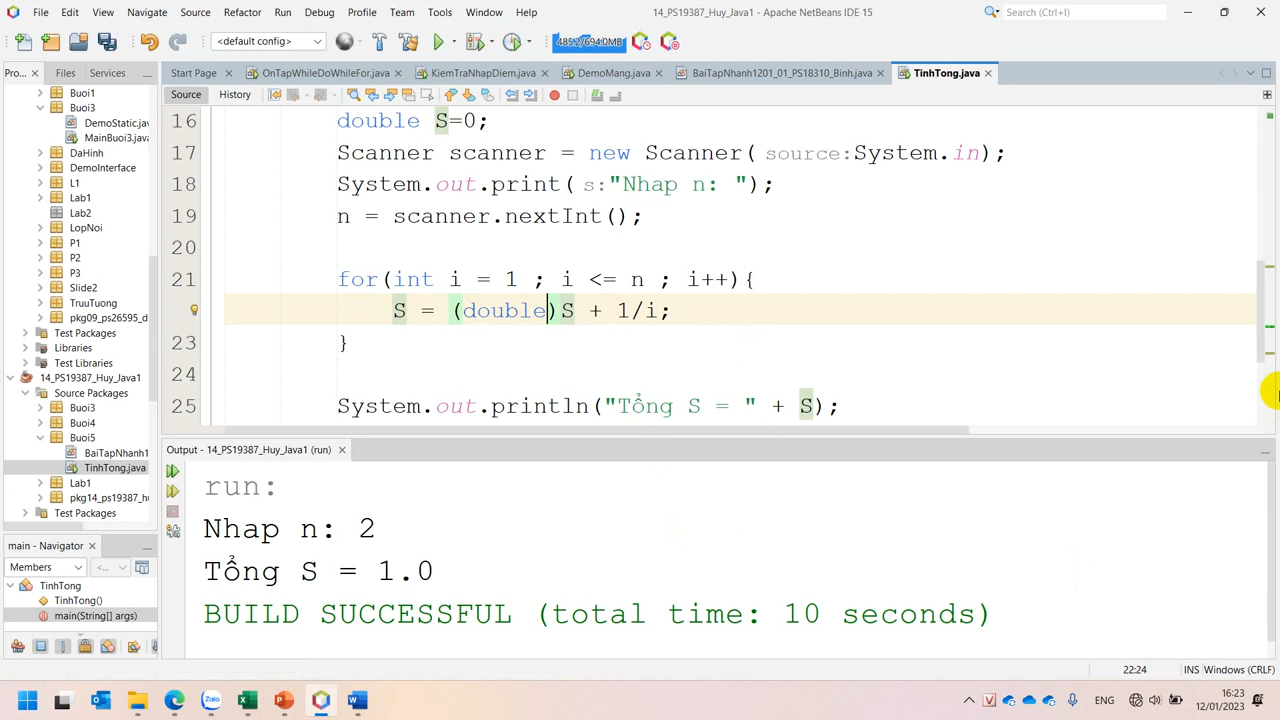 File Edit View Navigate Source Refactor Run Debug Profile Team Tools Window Help 14_PS19387_Huy_Java1 - Apache NetBeans IDE 15 Search (Ctrl+I)
<default config> 485.2/694.0MB
Pro... Files Services
Start Page OnTapWhileDoWhileFor.java KiemTraNhapDiem.java DemoMang.java BaiTapNhanh1201_01_PS18310_Binh.java TinhTong.java
Source History
Buoi1
Buoi3
DemoStatic.jav
MainBuoi3.java
DaHinh
DemoInterface
L1
Lab1
Lab2
LopNoi
P1
P2
P3
Slide2
TruuTuong
pkg09_ps26595_d
Test Packages
Libraries
Test Libraries
14_PS19387_Huy_Java1
Source Packages
Buoi3
Buoi4
Buoi5
BaiTapNhanh1
TinhTong.java
Lab1
pkg14_ps19387_hu
Test Packages
16 double S=0;
17 Scanner scanner = new Scanner( source:System.in);
18 System.out.print( s:"Nhap n: ");
19 n = scanner.nextInt();
20
21 for(int i = 1 ; i <= n ; i++){
S = (double)S + 1/i;
23 }
24
25 System.out.println("Tổng S = " + S);
Output - 14_PS19387_Huy_Java1 (run)
run:
Nhap n: 2
Tổng S = 1.0
BUILD SUCCESSFUL (total time: 10 seconds)
main - Navigator
Members <...
TinhTong
TinhTong()
main(String[] args)
22:24 INS Windows (CRLF)
Zalo
ENG 16:23
12/01/2023